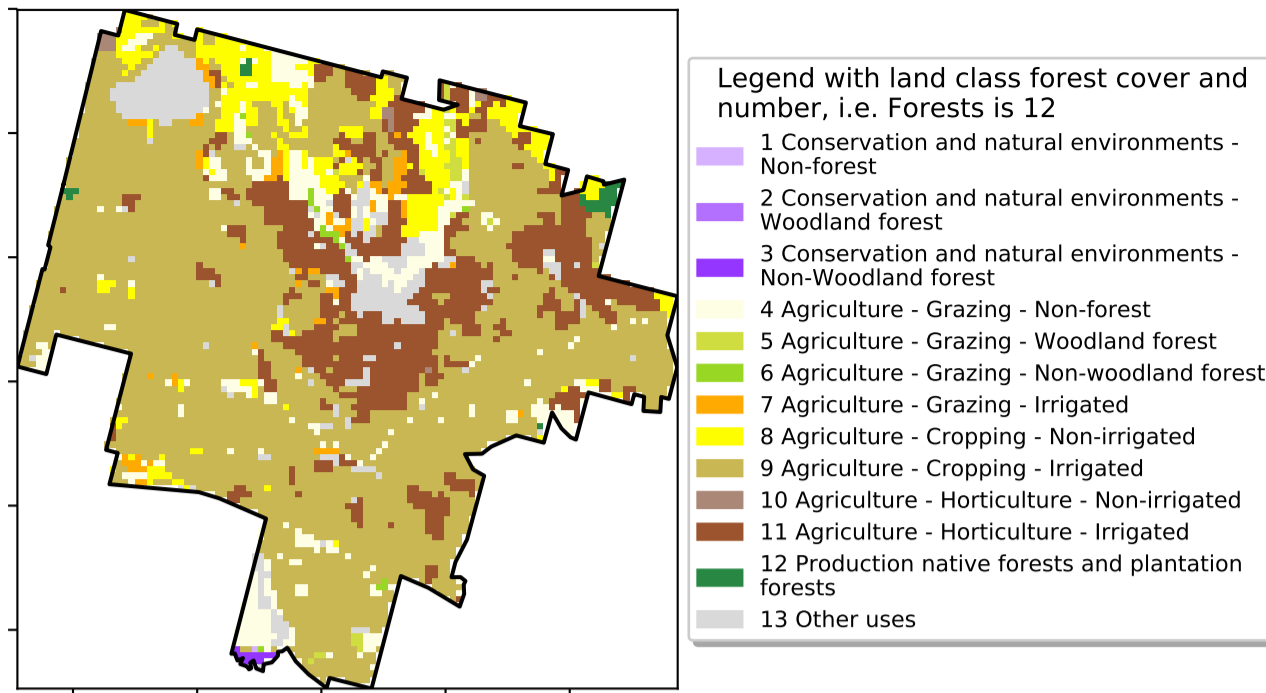 Legend with land class forest cover and
number, i.e. Forests is 12
1 Conservation and natural environments -
Non-forest
2 Conservation and natural environments -
Woodland forest
3 Conservation and natural environments -
Non-Woodland forest
4 Agriculture - Grazing - Non-forest
5 Agriculture - Grazing - Woodland forest
6 Agriculture - Grazing - Non-woodland forest
7 Agriculture - Grazing - Irrigated
8 Agriculture - Cropping - Non-irrigated
9 Agriculture - Cropping - Irrigated
10 Agriculture - Horticulture - Non-irrigated
11 Agriculture - Horticulture - Irrigated
12 Production native forests and plantation
forests
13 Other uses